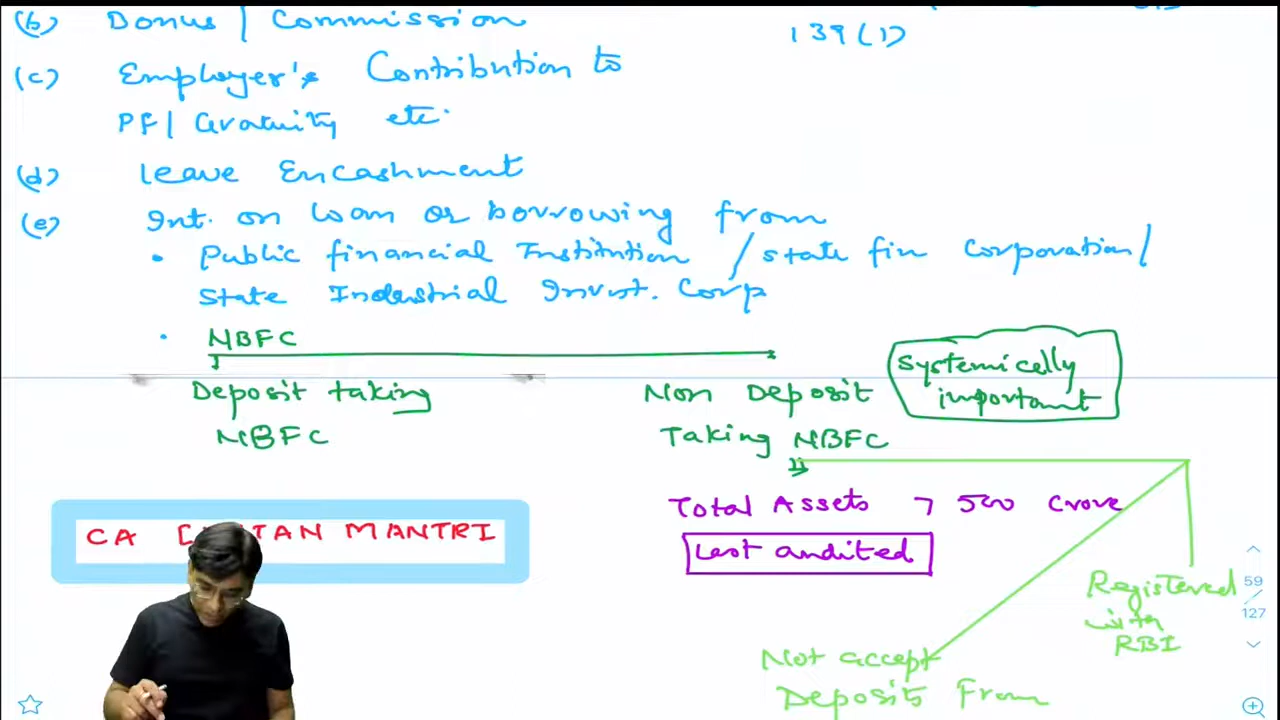 (b) Bonus / Commission
139(1)
(c) Employer's Contribution to
PF/ Gratuity etc.
(d) Leave Encashment
(e) Int. on Loan or borrowing from
• Public financial Institution / state fin Corporation/
State Industrial Invst. Corp
• NBFC
Deposit taking
NBFC
Non Deposit
Taking NBFC
Systemically
important
Total Assets > 500 Crore
Last audited
CA MANTRI
Registered
with
RBI
Not accept
Deposits From
59
127